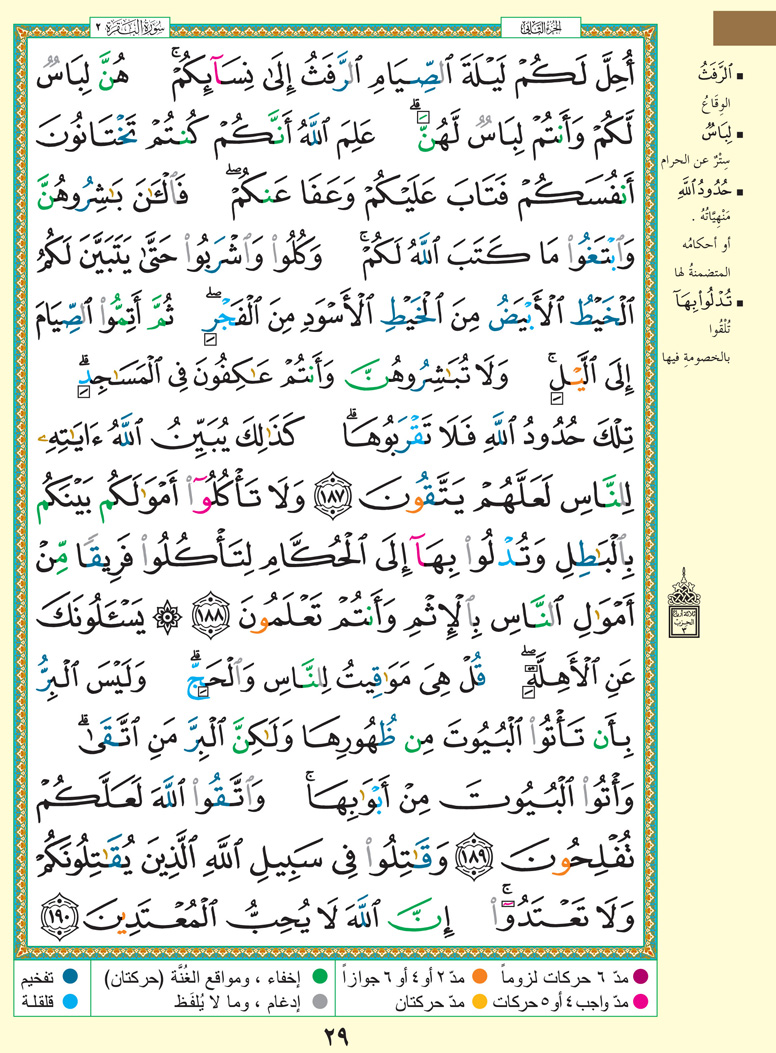 الجزء الثاني
سورة البقرة ٢
أُحِلَّ لَكُمْ لَيْلَةَ ٱلصِّيَامِ ٱلرَّفَثُ إِلَىٰ نِسَآئِكُمْ ۚ هُنَّ لِبَاسٌ
لَّكُمْ وَأَنتُمْ لِبَاسٌ لَّهُنَّ ۗ عَلِمَ ٱللَّهُ أَنَّكُمْ كُنتُمْ تَخْتَانُونَ
أَنفُسَكُمْ فَتَابَ عَلَيْكُمْ وَعَفَا عَنكُمْ ۖ فَٱلْـَٰٔنَ بَـٰشِرُوهُنَّ
وَٱبْتَغُوا۟ مَا كَتَبَ ٱللَّهُ لَكُمْ ۚ وَكُلُوا۟ وَٱشْرَبُوا۟ حَتَّىٰ يَتَبَيَّنَ لَكُمُ
ٱلْخَيْطُ ٱلْأَبْيَضُ مِنَ ٱلْخَيْطِ ٱلْأَسْوَدِ مِنَ ٱلْفَجْرِ ۖ ثُمَّ أَتِمُّوا۟ ٱلصِّيَامَ
إِلَى ٱلَّيْلِ ۚ وَلَا تُبَـٰشِرُوهُنَّ وَأَنتُمْ عَـٰكِفُونَ فِى ٱلْمَسَـٰجِدِ ۗ
تِلْكَ حُدُودُ ٱللَّهِ فَلَا تَقْرَبُوهَا ۗ كَذَٰلِكَ يُبَيِّنُ ٱللَّهُ ءَايَـٰتِهِۦ
لِلنَّاسِ لَعَلَّهُمْ يَتَّقُونَ ١٨٧ وَلَا تَأْكُلُوٓا۟ أَمْوَٰلَكُم بَيْنَكُم
بِٱلْبَـٰطِلِ وَتُدْلُوا۟ بِهَآ إِلَى ٱلْحُكَّامِ لِتَأْكُلُوا۟ فَرِيقًا مِّنْ
أَمْوَٰلِ ٱلنَّاسِ بِٱلْإِثْمِ وَأَنتُمْ تَعْلَمُونَ ١٨٨ ۞ يَسْـَٔلُونَكَ
عَنِ ٱلْأَهِلَّةِ ۖ قُلْ هِىَ مَوَٰقِيتُ لِلنَّاسِ وَٱلْحَجِّ ۗ وَلَيْسَ ٱلْبِرُّ
بِأَن تَأْتُوا۟ ٱلْبُيُوتَ مِن ظُهُورِهَا وَلَـٰكِنَّ ٱلْبِرَّ مَنِ ٱتَّقَىٰ ۗ
وَأْتُوا۟ ٱلْبُيُوتَ مِنْ أَبْوَٰبِهَا ۚ وَٱتَّقُوا۟ ٱللَّهَ لَعَلَّكُمْ
تُفْلِحُونَ ١٨٩ وَقَـٰتِلُوا۟ فِى سَبِيلِ ٱللَّهِ ٱلَّذِينَ يُقَـٰتِلُونَكُمْ
وَلَا تَعْتَدُوٓا۟ ۚ إِنَّ ٱللَّهَ لَا يُحِبُّ ٱلْمُعْتَدِينَ ١٩٠
▪ ٱلرَّفَثُ
الوِقَاعُ
▪ لِبَاسٌ
سِتْرٌ عن الحرام
▪ حُدُودُ ٱللَّهِ
مَنْهِيَّاتُهُ .
أو أحكامُه
المتضمنةُ لها
▪ تُدْلُوا۟ بِهَآ
تُلْقُوا
بالخصومةِ فيها
ثلاثة أرباع
الحزب
٣
مدّ ٦ حركات لزوماً ● مدّ ٢ أو ٤ أو ٦ جوازاً ● إخفاء ، ومواقع الغُنَّة (حركتان) ● تفخيم
مدّ واجب ٤ أو ٥ حركات ● مدّ حركتان ● إدغام ، وما لا يُلفَظ ● قلقلة
٢٩